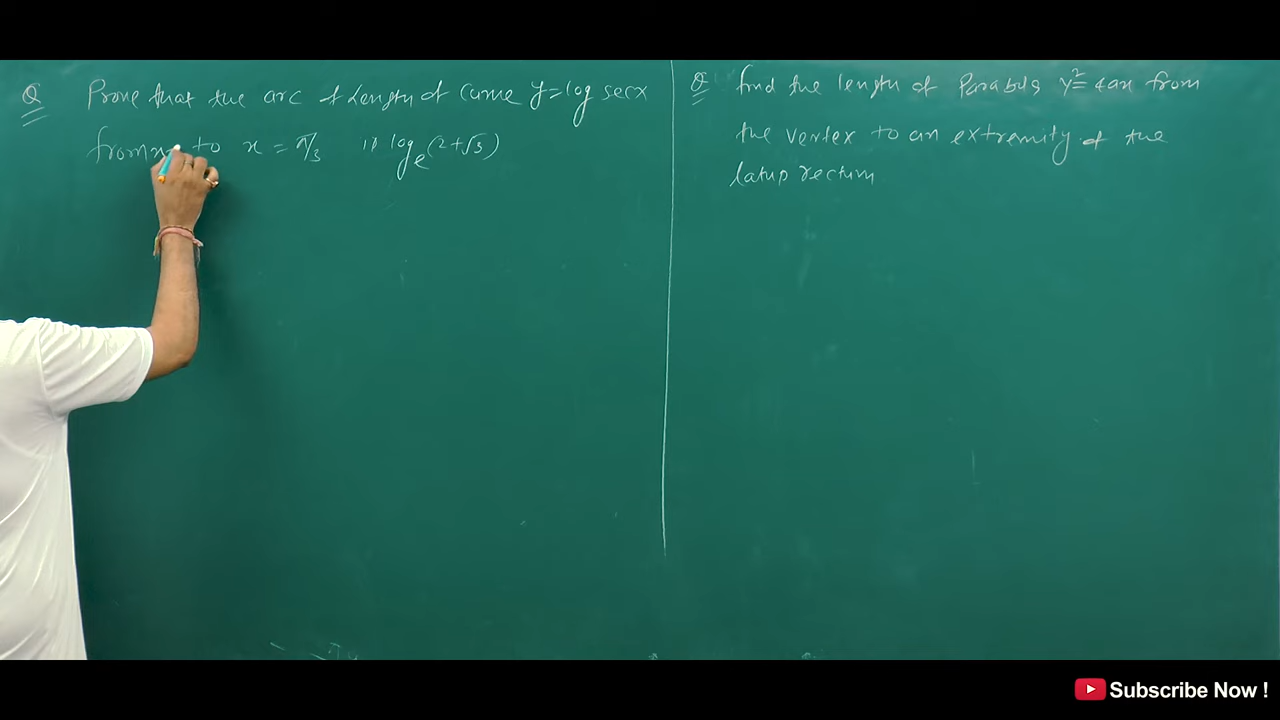 Q Prove that the arc of Length of Curve y = log secx
from x to x = π/3 is logₑ(2+√3)
Q find the length of Parabola y² = 4ax from
the vertex to an extremity of the
latus rectum
Subscribe Now !